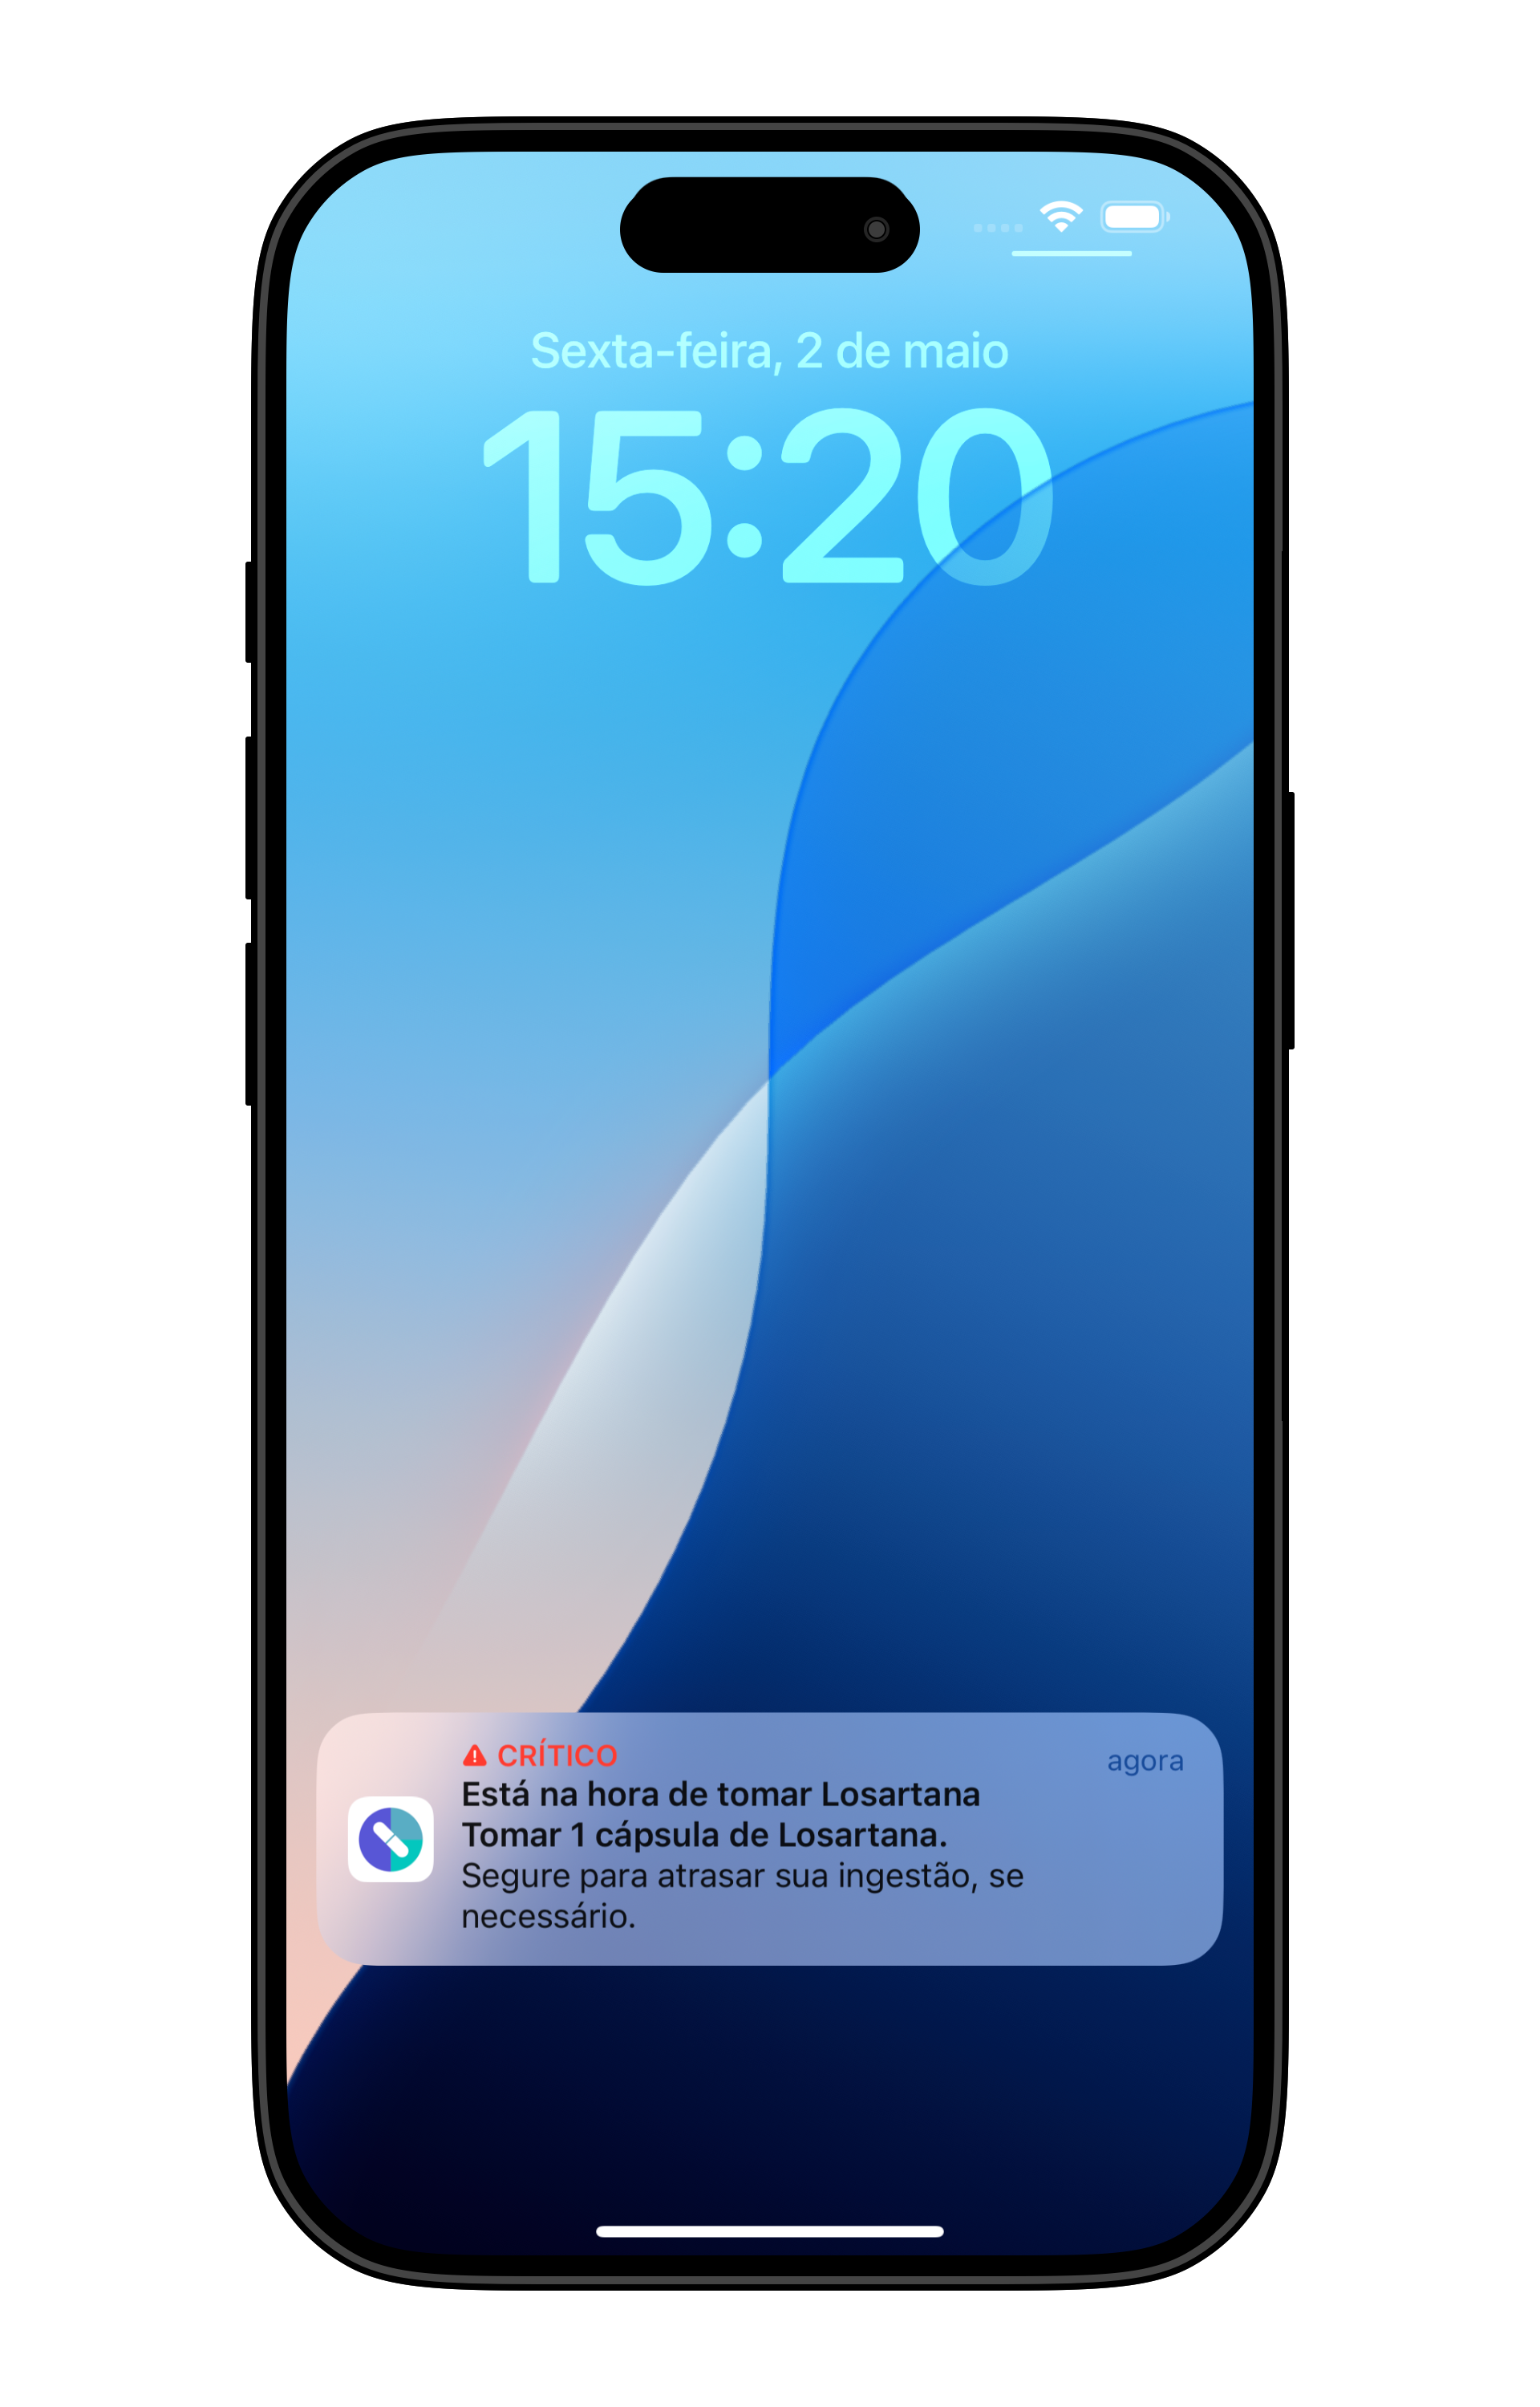 Sexta-feira, 2 de maio
15:20
CRÍTICO
agora
Está na hora de tomar Losartana
Tomar 1 cápsula de Losartana.
Segure para atrasar sua ingestão, se
necessário.